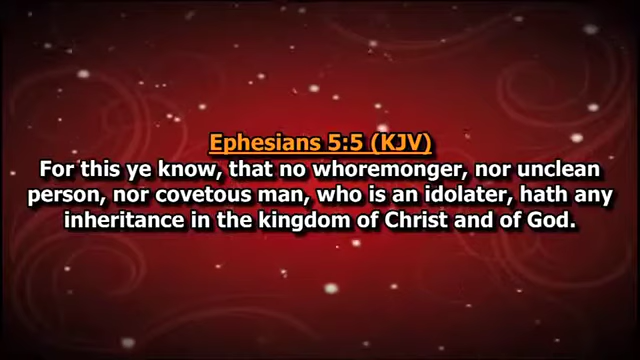 Ephesians 5:5 (KJV)
For this ye know, that no whoremonger, nor unclean
person, nor covetous man, who is an idolater, hath any
inheritance in the kingdom of Christ and of God.